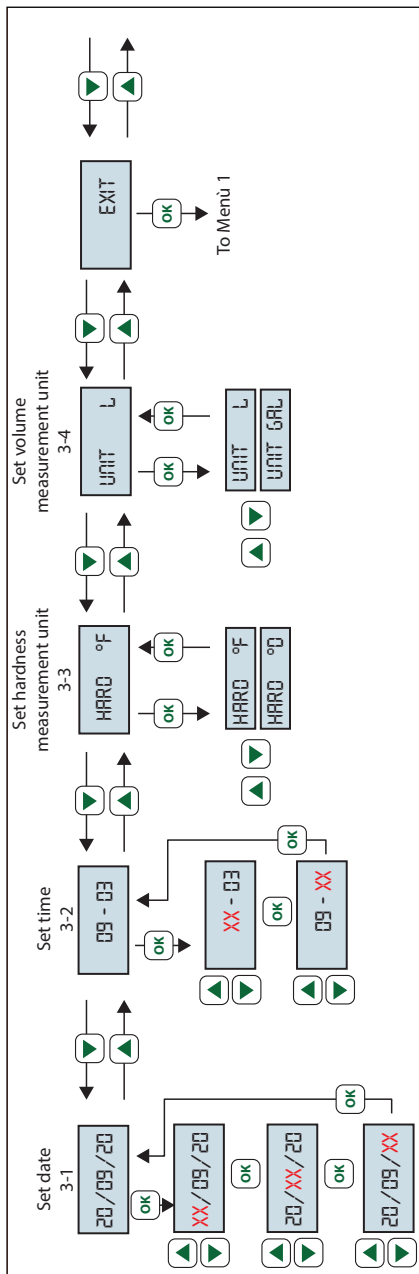 Set date
3-1
20/09/20
OK
XX/09/20
OK
20/XX/20
OK
20/09/XX
OK
Set time
3-2
09-03
OK
XX-03
OK
09-XX
OK
Set hardness
measurement unit
3-3
HARD °F
OK
OK
HARD °F
HARD °D
Set volume
measurement unit
3-4
UNIT L
OK
OK
UNIT L
UNIT GAL
EXIT
OK
To Menù 1